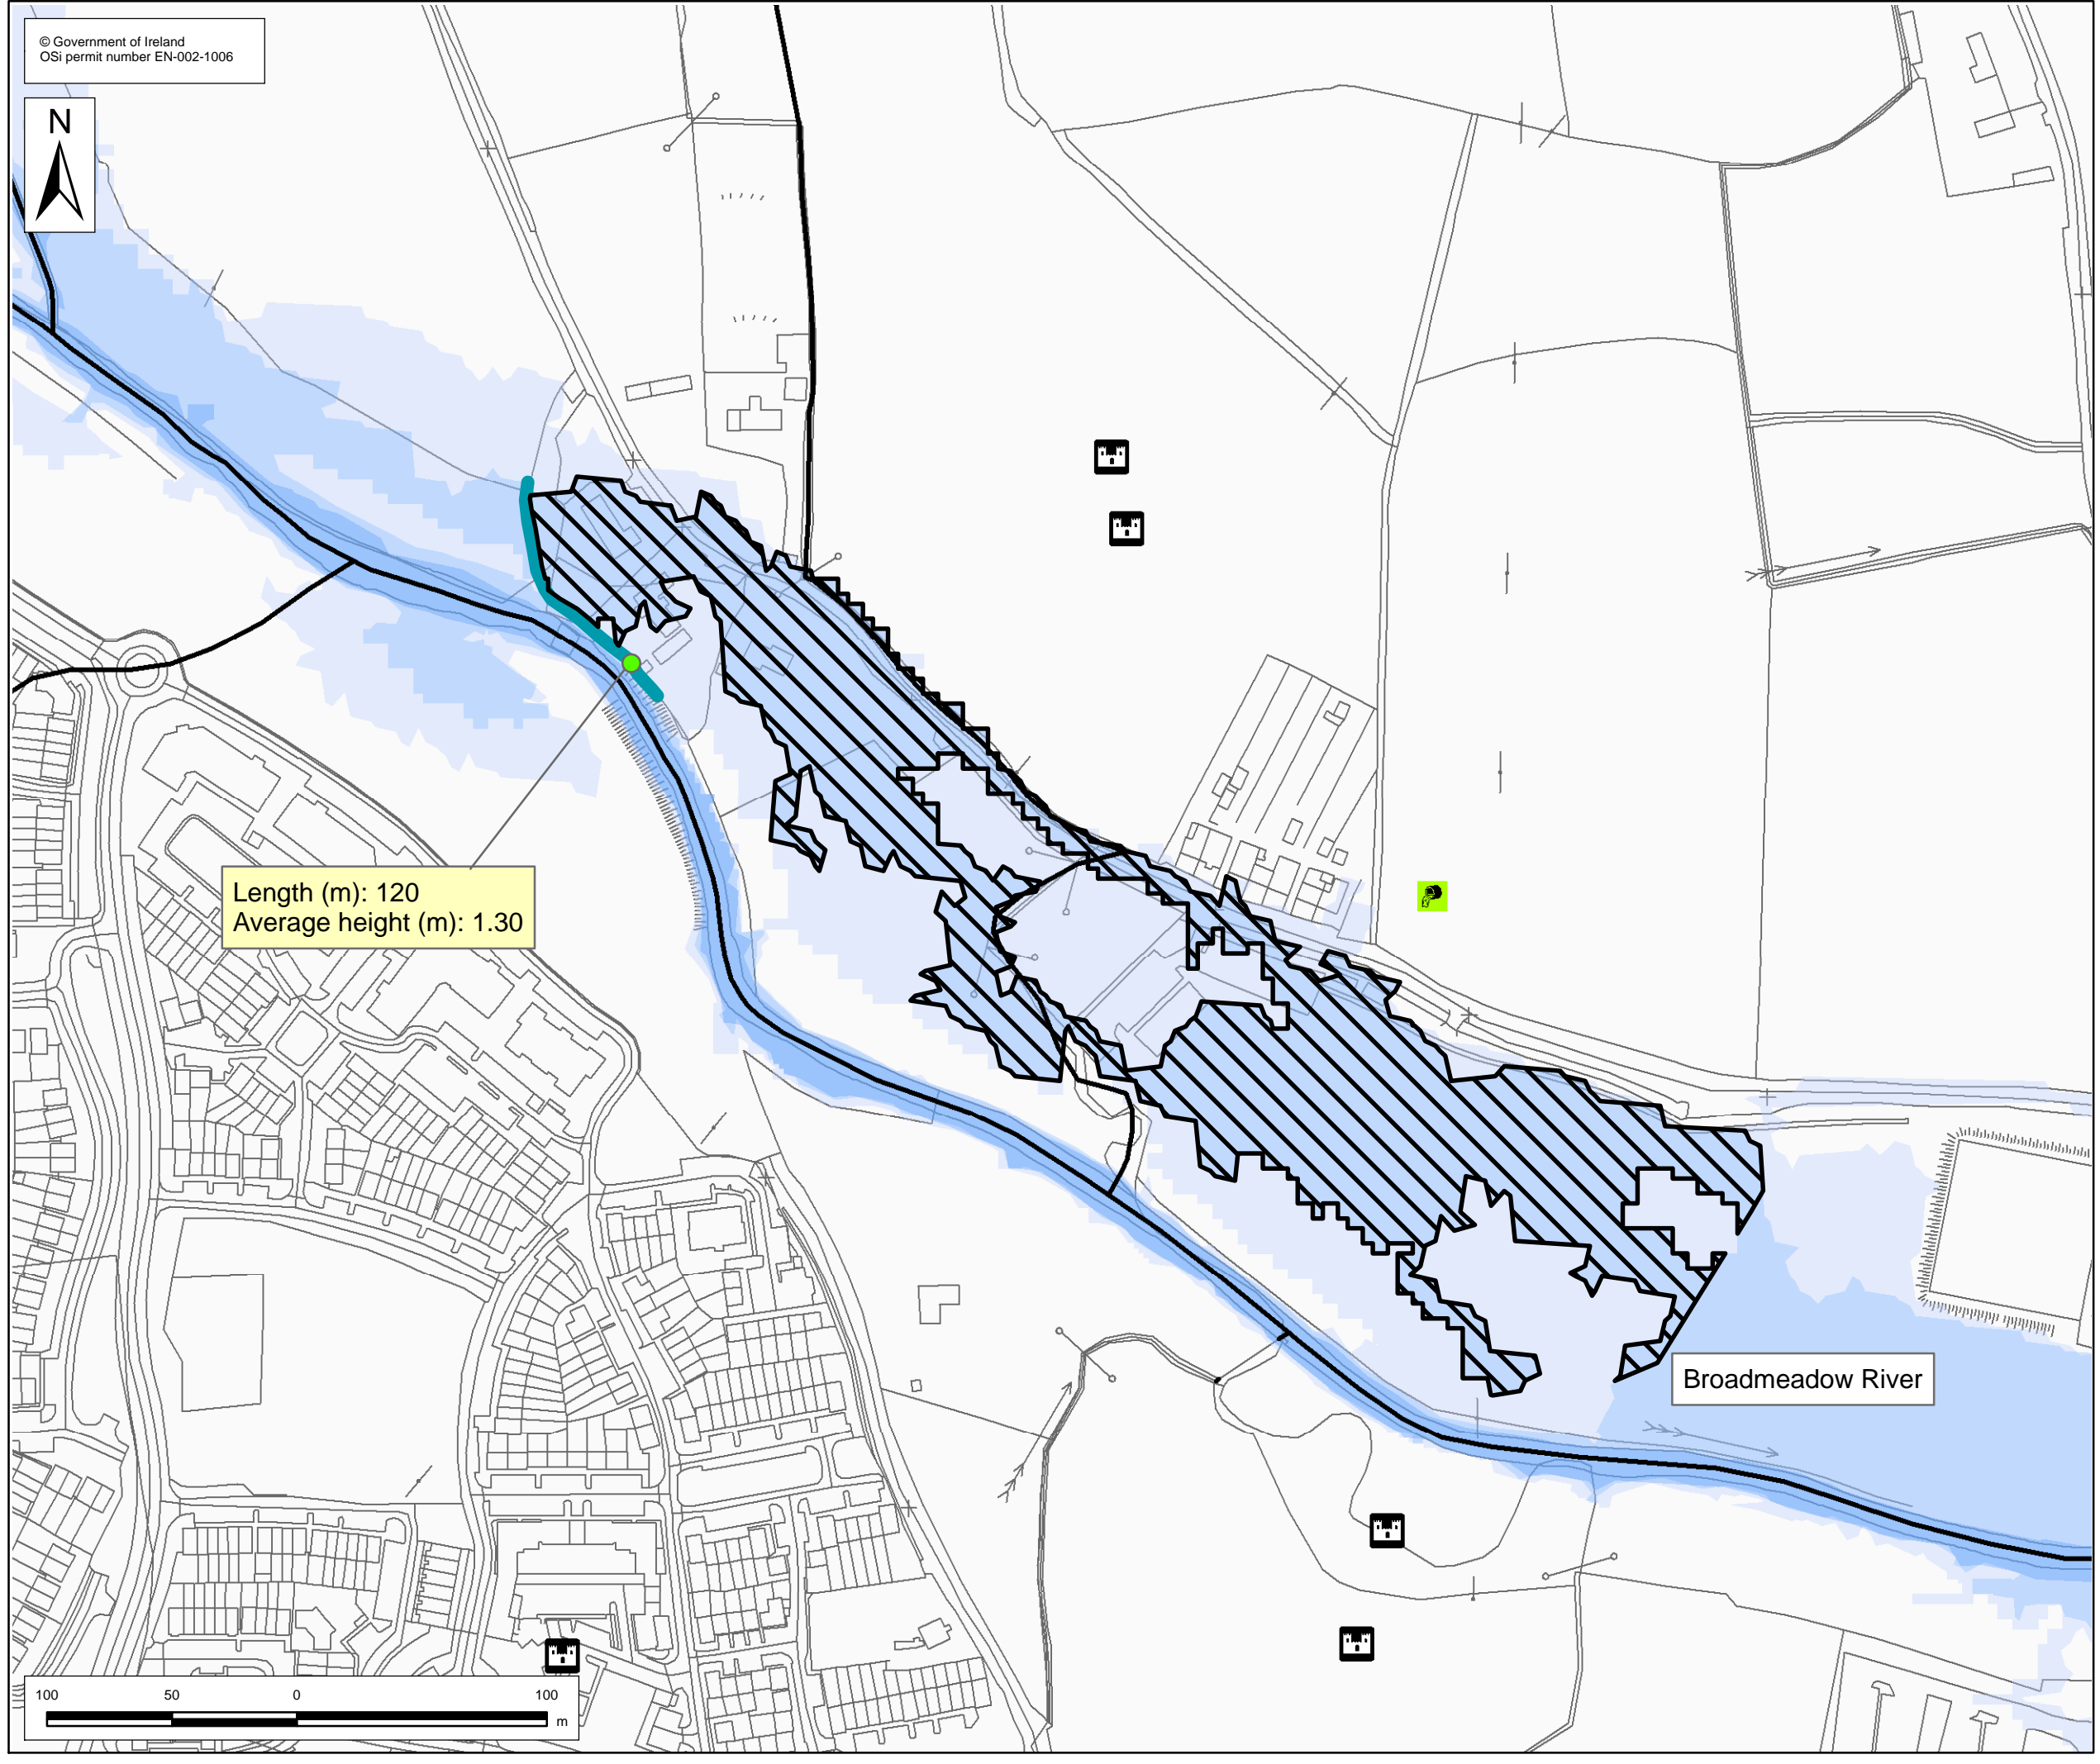 © Government of Ireland
OSi permit number EN-002-1006
N
Length (m): 120
Average height (m): 1.30
Broadmeadow River
100 50 0 100
m